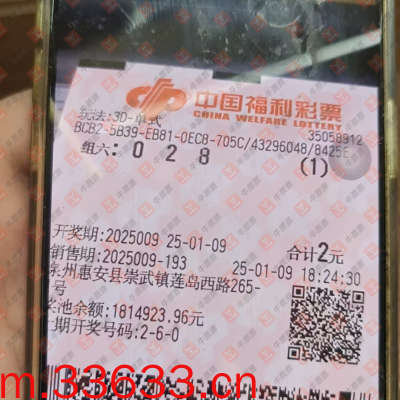 中国福利彩票
CHINA WELFARE LOTTERY
玩法:3D-单式
35058912
BCB2-5B39-EB81-0EC8-705C/43296048/8425E
组六: 0 2 8 (1)
开奖期:2025009 25-01-09 合计2元
销售期:2025009-193 25-01-09 18:24:30
泉州惠安县崇武镇莲岛西路265-
号
奖池余额:1814923.96元
上期开奖号码:2-6-0
m.33633.cn